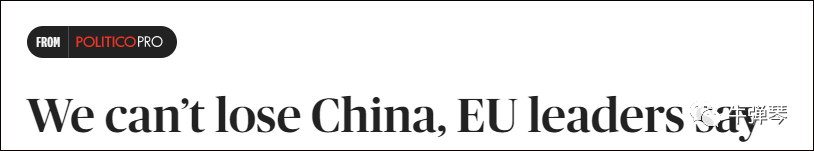 FROM POLITICOPRO
We can't lose China, EU leaders say
牛弹琴